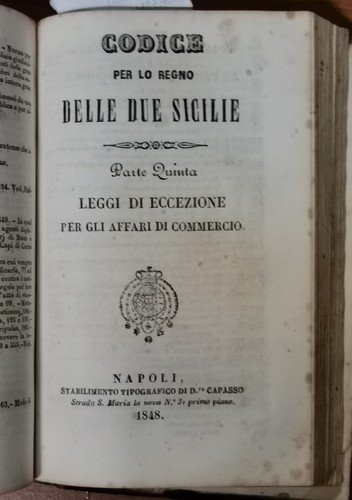 CODICE
PER LO REGNO
DELLE DUE SICILIE
Parte Quinta
LEGGI DI ECCEZIONE
PER GLI AFFARI DI COMMERCIO.
NAPOLI,
STABILIMENTO TIPOGRAFICO DI D.co CAPASSO
Strada S. Maria la nova N.° 31 primo piano.
1848.